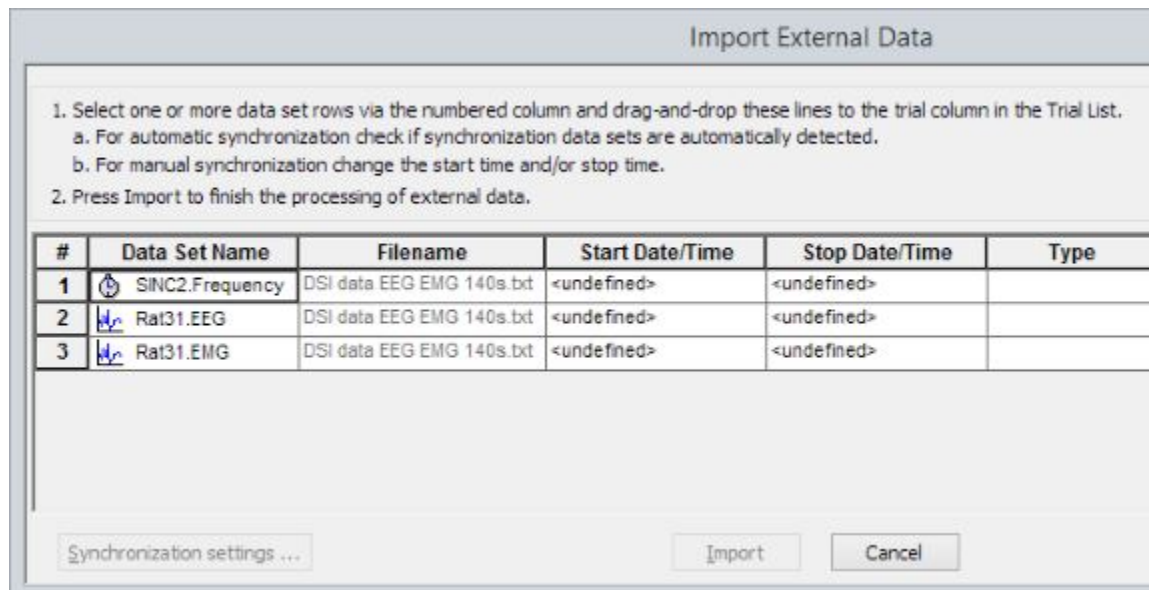 Import External Data
1. Select one or more data set rows via the numbered column and drag-and-drop these lines to the trial column in the Trial List.
a. For automatic synchronization check if synchronization data sets are automatically detected.
b. For manual synchronization change the start time and/or stop time.
2. Press Import to finish the processing of external data.
# Data Set Name Filename Start Date/Time Stop Date/Time Type
1 SINC2.Frequency DSI data EEG EMG 140s.txt <undefined> <undefined>
2 Rat31.EEG DSI data EEG EMG 140s.txt <undefined> <undefined>
3 Rat31.EMG DSI data EEG EMG 140s.txt <undefined> <undefined>
Synchronization settings ... Import Cancel